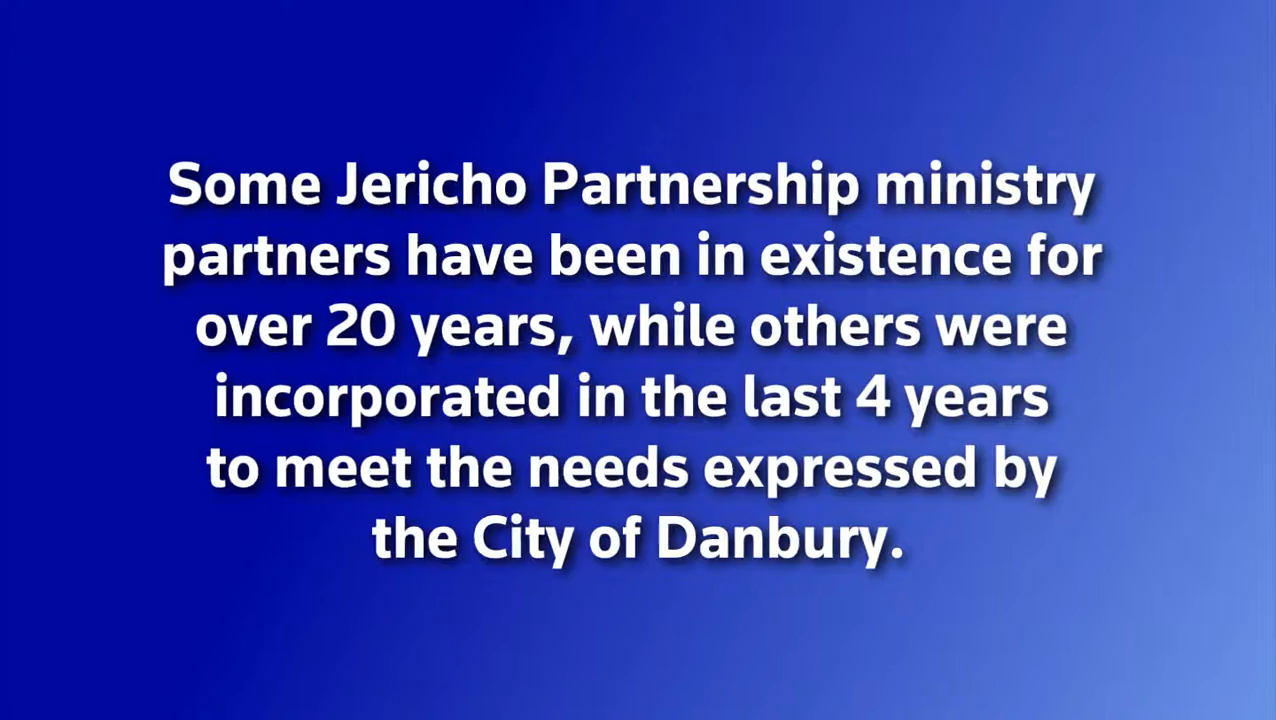 Some Jericho Partnership ministry
partners have been in existence for
over 20 years, while others were
incorporated in the last 4 years
to meet the needs expressed by
the City of Danbury.